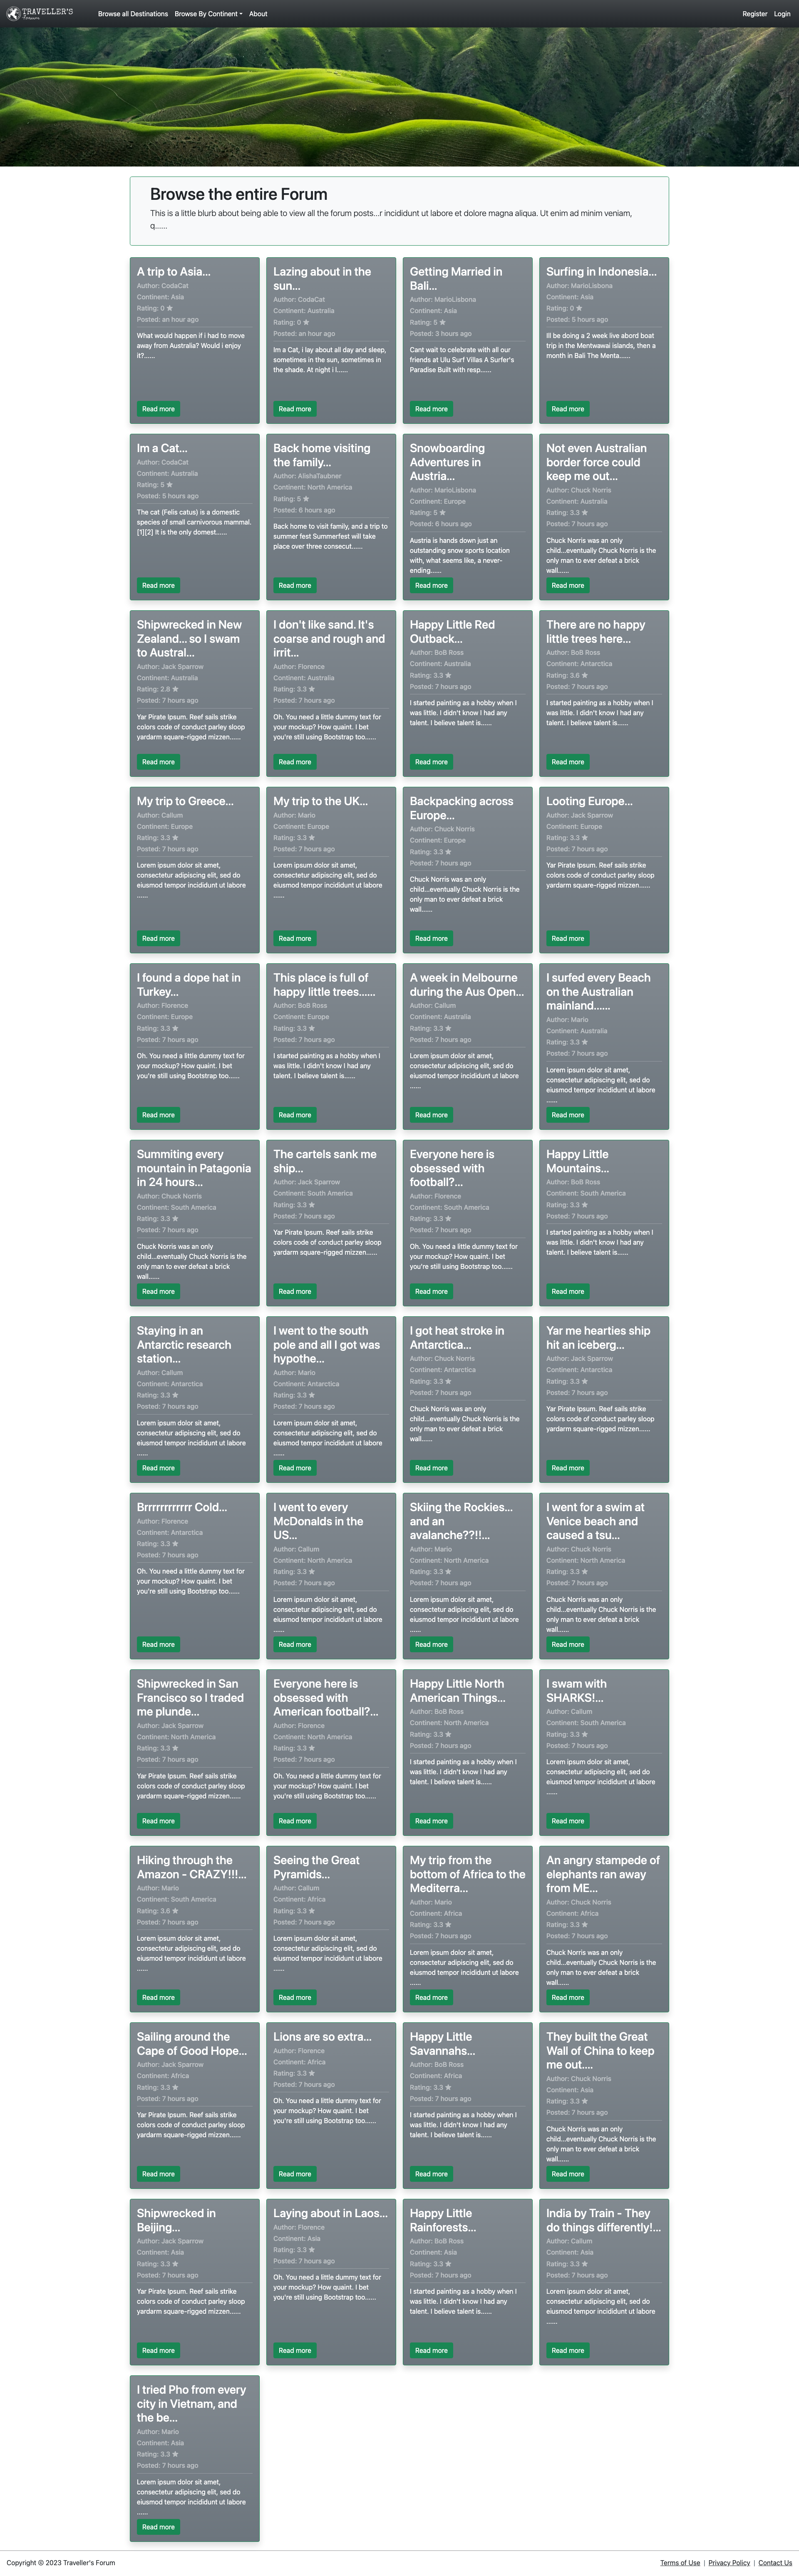 TRAVELLER'S
Forum
Browse all Destinations Browse By Continent About
Register Login
Browse the entire Forum
This is a little blurb about being able to view all the forum posts...r incididunt ut labore et dolore magna aliqua. Ut enim ad minim veniam,
q......
A trip to Asia...
Author: CodaCat
Continent: Asia
Rating: 0
Posted: an hour ago
What would happen if i had to move
away from Australia? Would i enjoy
it?......
Read more
Lazing about in the
sun...
Author: CodaCat
Continent: Australia
Rating: 0
Posted: an hour ago
Im a Cat, i lay about all day and sleep,
sometimes in the sun, sometimes in
the shade. At night i l......
Read more
Getting Married in
Bali...
Author: MarioLisbona
Continent: Asia
Rating: 5
Posted: 3 hours ago
Cant wait to celebrate with all our
friends at Ulu Surf Villas A Surfer's
Paradise Built with resp......
Read more
Surfing in Indonesia...
Author: MarioLisbona
Continent: Asia
Rating: 0
Posted: 5 hours ago
Ill be doing a 2 week live abord boat
trip in the Mentwawai islands, then a
month in Bali The Menta......
Read more
Im a Cat...
Author: CodaCat
Continent: Australia
Rating: 5
Posted: 5 hours ago
The cat (Felis catus) is a domestic
species of small carnivorous mammal.
[1][2] It is the only domest......
Read more
Back home visiting
the family...
Author: AlishaTaubner
Continent: North America
Rating: 5
Posted: 6 hours ago
Back home to visit family, and a trip to
summer fest Summerfest will take
place over three consecut......
Read more
Snowboarding
Adventures in
Austria...
Author: MarioLisbona
Continent: Europe
Rating: 5
Posted: 6 hours ago
Austria is hands down just an
outstanding snow sports location
with, what seems like, a never-
ending......
Read more
Not even Australian
border force could
keep me out...
Author: Chuck Norris
Continent: Australia
Rating: 3.3
Posted: 7 hours ago
Chuck Norris was an only
child...eventually Chuck Norris is the
only man to ever defeat a brick
wall......
Read more
Shipwrecked in New
Zealand... so I swam
to Austral...
Author: Jack Sparrow
Continent: Australia
Rating: 2.8
Posted: 7 hours ago
Yar Pirate Ipsum. Reef sails strike
colors code of conduct parley sloop
yardarm square-rigged mizzen......
Read more
I don't like sand. It's
coarse and rough and
irrit...
Author: Florence
Continent: Australia
Rating: 3.3
Posted: 7 hours ago
Oh. You need a little dummy text for
your mockup? How quaint. I bet
you're still using Bootstrap too......
Read more
Happy Little Red
Outback...
Author: BoB Ross
Continent: Australia
Rating: 3.3
Posted: 7 hours ago
I started painting as a hobby when I
was little. I didn't know I had any
talent. I believe talent is......
Read more
There are no happy
little trees here...
Author: BoB Ross
Continent: Antarctica
Rating: 3.6
Posted: 7 hours ago
I started painting as a hobby when I
was little. I didn't know I had any
talent. I believe talent is......
Read more
My trip to Greece...
Author: Callum
Continent: Europe
Rating: 3.3
Posted: 7 hours ago
Lorem ipsum dolor sit amet,
consectetur adipiscing elit, sed do
eiusmod tempor incididunt ut labore
......
Read more
My trip to the UK...
Author: Mario
Continent: Europe
Rating: 3.3
Posted: 7 hours ago
Lorem ipsum dolor sit amet,
consectetur adipiscing elit, sed do
eiusmod tempor incididunt ut labore
......
Read more
Backpacking across
Europe...
Author: Chuck Norris
Continent: Europe
Rating: 3.3
Posted: 7 hours ago
Chuck Norris was an only
child...eventually Chuck Norris is the
only man to ever defeat a brick
wall......
Read more
Looting Europe...
Author: Jack Sparrow
Continent: Europe
Rating: 3.3
Posted: 7 hours ago
Yar Pirate Ipsum. Reef sails strike
colors code of conduct parley sloop
yardarm square-rigged mizzen......
Read more
I found a dope hat in
Turkey...
Author: Florence
Continent: Europe
Rating: 3.3
Posted: 7 hours ago
Oh. You need a little dummy text for
your mockup? How quaint. I bet
you're still using Bootstrap too......
Read more
This place is full of
happy little trees......
Author: BoB Ross
Continent: Europe
Rating: 3.3
Posted: 7 hours ago
I started painting as a hobby when I
was little. I didn't know I had any
talent. I believe talent is......
Read more
A week in Melbourne
during the Aus Open...
Author: Callum
Continent: Australia
Rating: 3.3
Posted: 7 hours ago
Lorem ipsum dolor sit amet,
consectetur adipiscing elit, sed do
eiusmod tempor incididunt ut labore
......
Read more
I surfed every Beach
on the Australian
mainland......
Author: Mario
Continent: Australia
Rating: 3.3
Posted: 7 hours ago
Lorem ipsum dolor sit amet,
consectetur adipiscing elit, sed do
eiusmod tempor incididunt ut labore
......
Read more
Summiting every
mountain in Patagonia
in 24 hours...
Author: Chuck Norris
Continent: South America
Rating: 3.3
Posted: 7 hours ago
Chuck Norris was an only
child...eventually Chuck Norris is the
only man to ever defeat a brick
wall......
Read more
The cartels sank me
ship...
Author: Jack Sparrow
Continent: South America
Rating: 3.3
Posted: 7 hours ago
Yar Pirate Ipsum. Reef sails strike
colors code of conduct parley sloop
yardarm square-rigged mizzen......
Read more
Everyone here is
obsessed with
football?...
Author: Florence
Continent: South America
Rating: 3.3
Posted: 7 hours ago
Oh. You need a little dummy text for
your mockup? How quaint. I bet
you're still using Bootstrap too......
Read more
Happy Little
Mountains...
Author: BoB Ross
Continent: South America
Rating: 3.3
Posted: 7 hours ago
I started painting as a hobby when I
was little. I didn't know I had any
talent. I believe talent is......
Read more
Staying in an
Antarctic research
station...
Author: Callum
Continent: Antarctica
Rating: 3.3
Posted: 7 hours ago
Lorem ipsum dolor sit amet,
consectetur adipiscing elit, sed do
eiusmod tempor incididunt ut labore
......
Read more
I went to the south
pole and all I got was
hypothe...
Author: Mario
Continent: Antarctica
Rating: 3.3
Posted: 7 hours ago
Lorem ipsum dolor sit amet,
consectetur adipiscing elit, sed do
eiusmod tempor incididunt ut labore
......
Read more
I got heat stroke in
Antarctica...
Author: Chuck Norris
Continent: Antarctica
Rating: 3.3
Posted: 7 hours ago
Chuck Norris was an only
child...eventually Chuck Norris is the
only man to ever defeat a brick
wall......
Read more
Yar me hearties ship
hit an iceberg...
Author: Jack Sparrow
Continent: Antarctica
Rating: 3.3
Posted: 7 hours ago
Yar Pirate Ipsum. Reef sails strike
colors code of conduct parley sloop
yardarm square-rigged mizzen......
Read more
Brrrrrrrrrrrr Cold...
Author: Florence
Continent: Antarctica
Rating: 3.3
Posted: 7 hours ago
Oh. You need a little dummy text for
your mockup? How quaint. I bet
you're still using Bootstrap too......
Read more
I went to every
McDonalds in the
US...
Author: Callum
Continent: North America
Rating: 3.3
Posted: 7 hours ago
Lorem ipsum dolor sit amet,
consectetur adipiscing elit, sed do
eiusmod tempor incididunt ut labore
......
Read more
Skiing the Rockies...
and an
avalanche??!!...
Author: Mario
Continent: North America
Rating: 3.3
Posted: 7 hours ago
Lorem ipsum dolor sit amet,
consectetur adipiscing elit, sed do
eiusmod tempor incididunt ut labore
......
Read more
I went for a swim at
Venice beach and
caused a tsu...
Author: Chuck Norris
Continent: North America
Rating: 3.3
Posted: 7 hours ago
Chuck Norris was an only
child...eventually Chuck Norris is the
only man to ever defeat a brick
wall......
Read more
Shipwrecked in San
Francisco so I traded
me plunde...
Author: Jack Sparrow
Continent: North America
Rating: 3.3
Posted: 7 hours ago
Yar Pirate Ipsum. Reef sails strike
colors code of conduct parley sloop
yardarm square-rigged mizzen......
Read more
Everyone here is
obsessed with
American football?...
Author: Florence
Continent: North America
Rating: 3.3
Posted: 7 hours ago
Oh. You need a little dummy text for
your mockup? How quaint. I bet
you're still using Bootstrap too......
Read more
Happy Little North
American Things...
Author: BoB Ross
Continent: North America
Rating: 3.3
Posted: 7 hours ago
I started painting as a hobby when I
was little. I didn't know I had any
talent. I believe talent is......
Read more
I swam with
SHARKS!...
Author: Callum
Continent: South America
Rating: 3.3
Posted: 7 hours ago
Lorem ipsum dolor sit amet,
consectetur adipiscing elit, sed do
eiusmod tempor incididunt ut labore
......
Read more
Hiking through the
Amazon - CRAZY!!!...
Author: Mario
Continent: South America
Rating: 3.6
Posted: 7 hours ago
Lorem ipsum dolor sit amet,
consectetur adipiscing elit, sed do
eiusmod tempor incididunt ut labore
......
Read more
Seeing the Great
Pyramids...
Author: Callum
Continent: Africa
Rating: 3.3
Posted: 7 hours ago
Lorem ipsum dolor sit amet,
consectetur adipiscing elit, sed do
eiusmod tempor incididunt ut labore
......
Read more
My trip from the
bottom of Africa to the
Mediterra...
Author: Mario
Continent: Africa
Rating: 3.3
Posted: 7 hours ago
Lorem ipsum dolor sit amet,
consectetur adipiscing elit, sed do
eiusmod tempor incididunt ut labore
......
Read more
An angry stampede of
elephants ran away
from ME...
Author: Chuck Norris
Continent: Africa
Rating: 3.3
Posted: 7 hours ago
Chuck Norris was an only
child...eventually Chuck Norris is the
only man to ever defeat a brick
wall......
Read more
Sailing around the
Cape of Good Hope...
Author: Jack Sparrow
Continent: Africa
Rating: 3.3
Posted: 7 hours ago
Yar Pirate Ipsum. Reef sails strike
colors code of conduct parley sloop
yardarm square-rigged mizzen......
Read more
Lions are so extra...
Author: Florence
Continent: Africa
Rating: 3.3
Posted: 7 hours ago
Oh. You need a little dummy text for
your mockup? How quaint. I bet
you're still using Bootstrap too......
Read more
Happy Little
Savannahs...
Author: BoB Ross
Continent: Africa
Rating: 3.3
Posted: 7 hours ago
I started painting as a hobby when I
was little. I didn't know I had any
talent. I believe talent is......
Read more
They built the Great
Wall of China to keep
me out....
Author: Chuck Norris
Continent: Asia
Rating: 3.3
Posted: 7 hours ago
Chuck Norris was an only
child...eventually Chuck Norris is the
only man to ever defeat a brick
wall......
Read more
Shipwrecked in
Beijing...
Author: Jack Sparrow
Continent: Asia
Rating: 3.3
Posted: 7 hours ago
Yar Pirate Ipsum. Reef sails strike
colors code of conduct parley sloop
yardarm square-rigged mizzen......
Read more
Laying about in Laos...
Author: Florence
Continent: Asia
Rating: 3.3
Posted: 7 hours ago
Oh. You need a little dummy text for
your mockup? How quaint. I bet
you're still using Bootstrap too......
Read more
Happy Little
Rainforests...
Author: BoB Ross
Continent: Asia
Rating: 3.3
Posted: 7 hours ago
I started painting as a hobby when I
was little. I didn't know I had any
talent. I believe talent is......
Read more
India by Train - They
do things differently!...
Author: Callum
Continent: Asia
Rating: 3.3
Posted: 7 hours ago
Lorem ipsum dolor sit amet,
consectetur adipiscing elit, sed do
eiusmod tempor incididunt ut labore
......
Read more
I tried Pho from every
city in Vietnam, and
the be...
Author: Mario
Continent: Asia
Rating: 3.3
Posted: 7 hours ago
Lorem ipsum dolor sit amet,
consectetur adipiscing elit, sed do
eiusmod tempor incididunt ut labore
......
Read more
Copyright © 2023 Traveller's Forum
Terms of Use | Privacy Policy | Contact Us